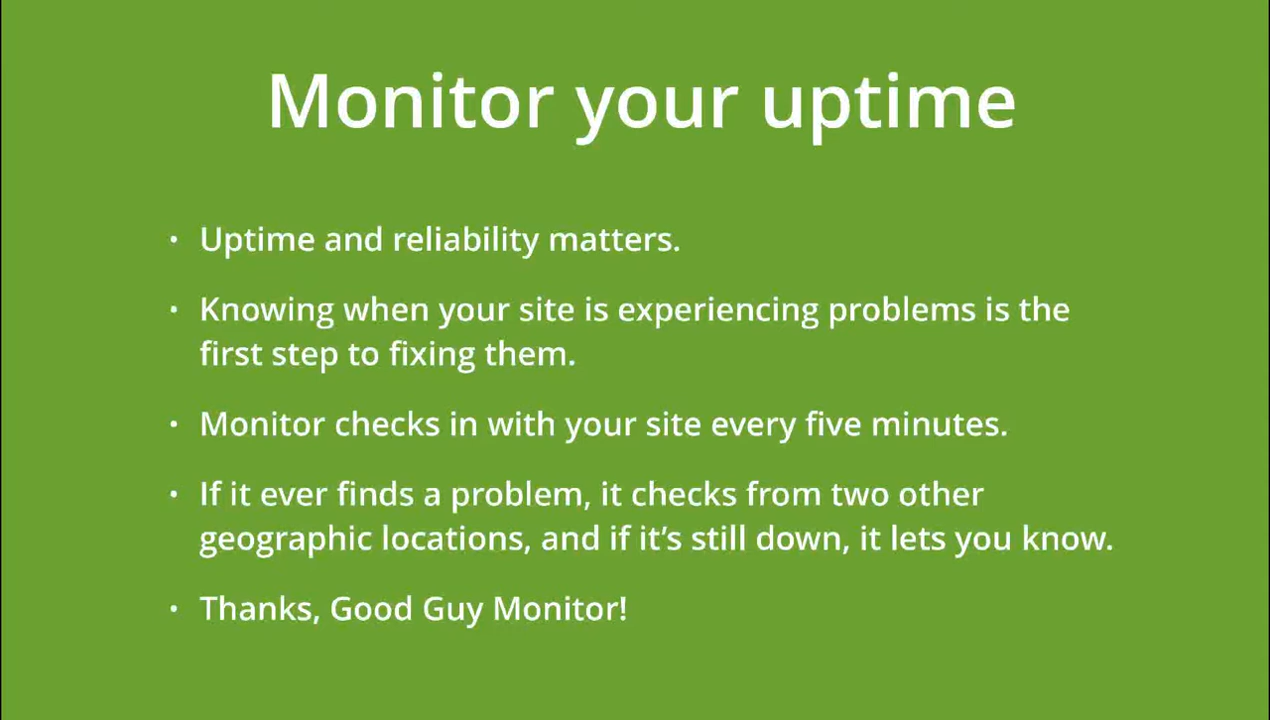 Monitor your uptime
• Uptime and reliability matters.
• Knowing when your site is experiencing problems is the
first step to fixing them.
• Monitor checks in with your site every five minutes.
• If it ever finds a problem, it checks from two other
geographic locations, and if it’s still down, it lets you know.
• Thanks, Good Guy Monitor!